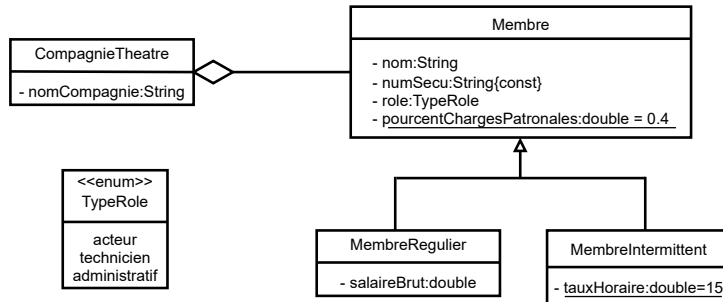 Membre
- nom:String
- numSecu:String{const}
- role:TypeRole
- pourcentChargesPatronales:double = 0.4
CompagnieTheatre
- nomCompagnie:String
<<enum>>
TypeRole
acteur
technicien
administratif
MembreRegulier
- salaireBrut:double
MembreIntermittent
- tauxHoraire:double=15